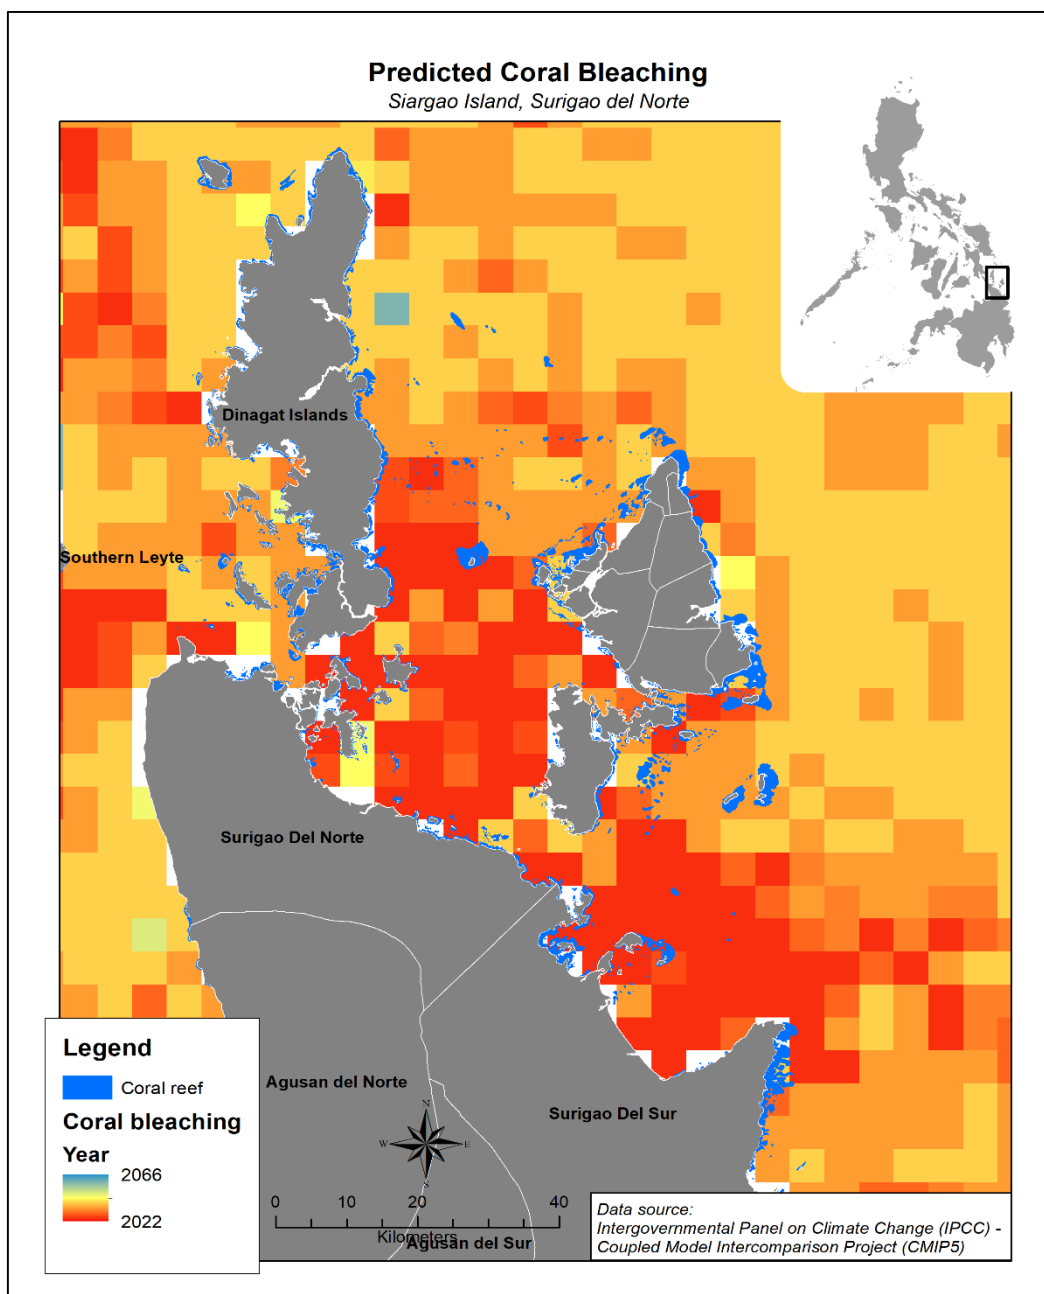 Predicted Coral Bleaching
Siargao Island, Surigao del Norte
Dinagat Islands
Southern Leyte
Surigao Del Norte
Agusan del Norte
Surigao Del Sur
Legend
Coral reef
Coral bleaching
Year
2066
2022
N
W E
S
0 10 20 40
Kilometers
Agusan del Sur
Data source:
Intergovernmental Panel on Climate Change (IPCC) -
Coupled Model Intercomparison Project (CMIP5)